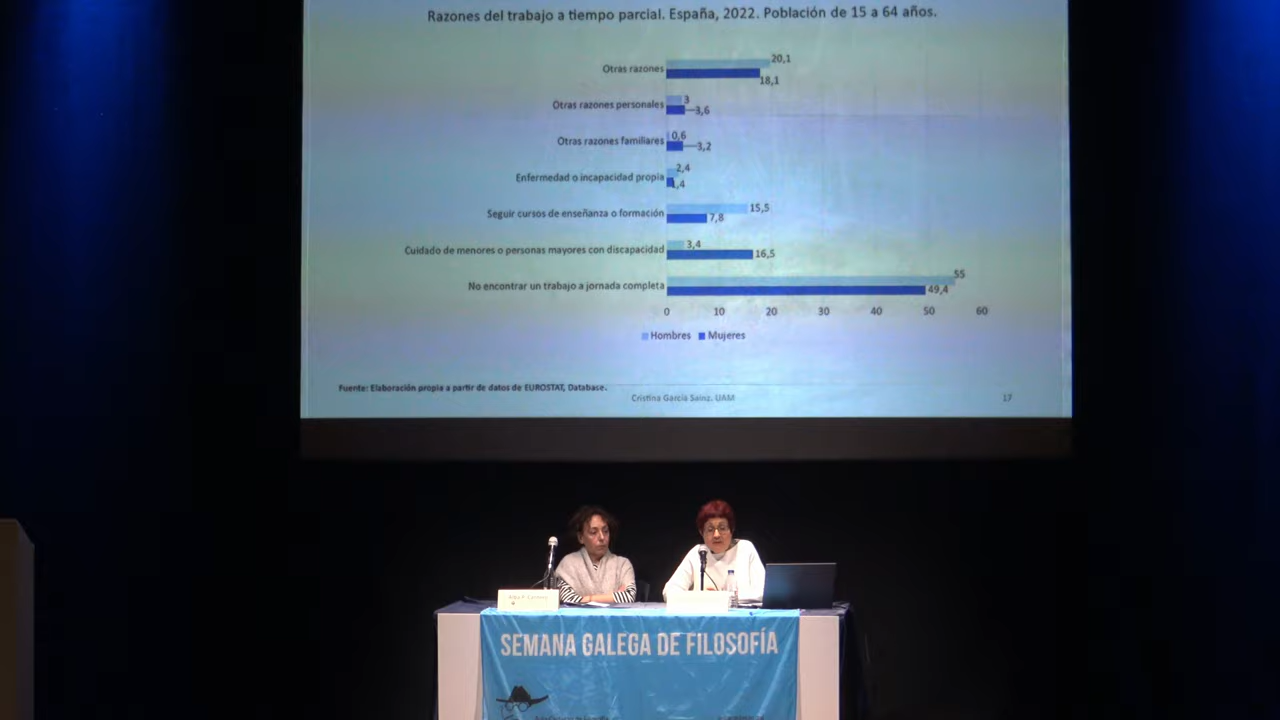 Razones del trabajo a tiempo parcial. España, 2022. Población de 15 a 64 años.
Otras razones
20,1
18,1
Otras razones personales
3
3,6
Otras razones familiares
0,6
3,2
Enfermedad o incapacidad propia
2,4
,4
Seguir cursos de enseñanza o formación
15,5
7,8
Cuidado de menores o personas mayores con discapacidad
3,4
16,5
No encontrar un trabajo a jornada completa
55
49,4
0 10 20 30 40 50 60
Hombres Mujeres
Fuente: Elaboración propia a partir de datos de EUROSTAT, Database.
Cristina García Sainz. UAM
17
SEMANA GALEGA DE FILOSOFÍA